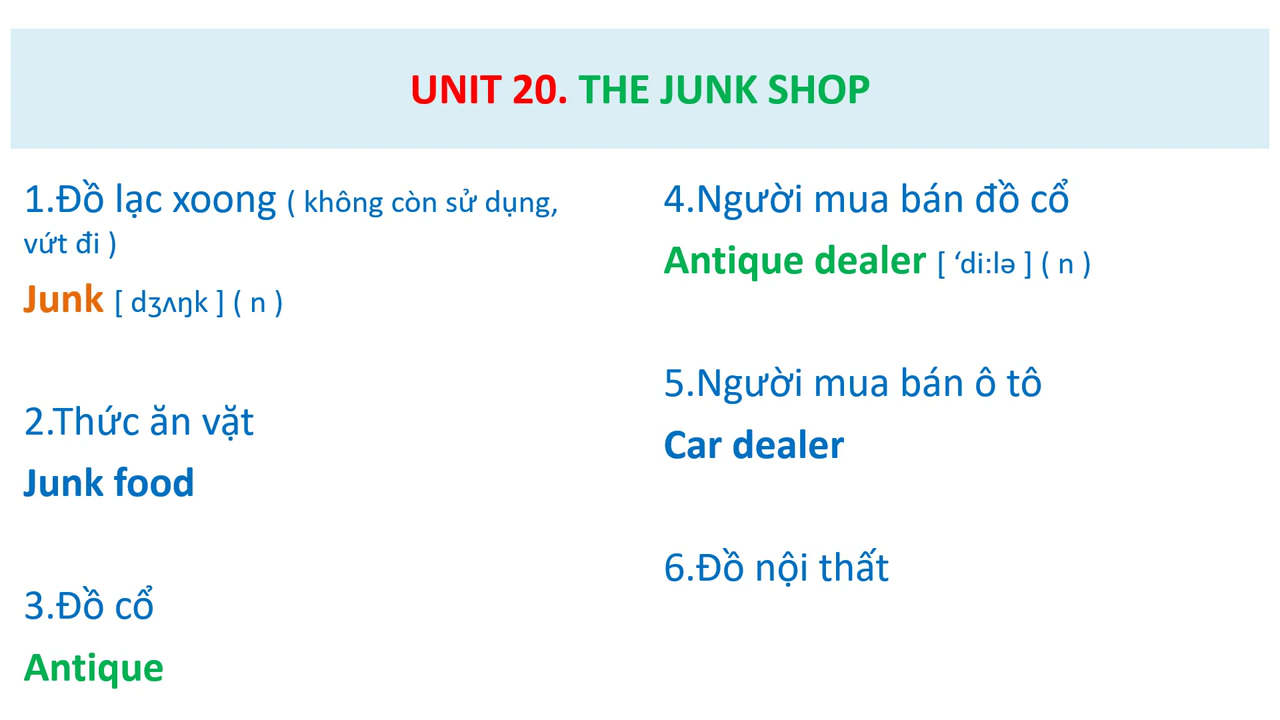 UNIT 20. THE JUNK SHOP
1.Đồ lạc xoong ( không còn sử dụng,
vứt đi )
Junk [ dʒʌŋk ] ( n )
2.Thức ăn vặt
Junk food
3.Đồ cổ
Antique
4.Người mua bán đồ cổ
Antique dealer [ ‘di:lə ] ( n )
5.Người mua bán ô tô
Car dealer
6.Đồ nội thất